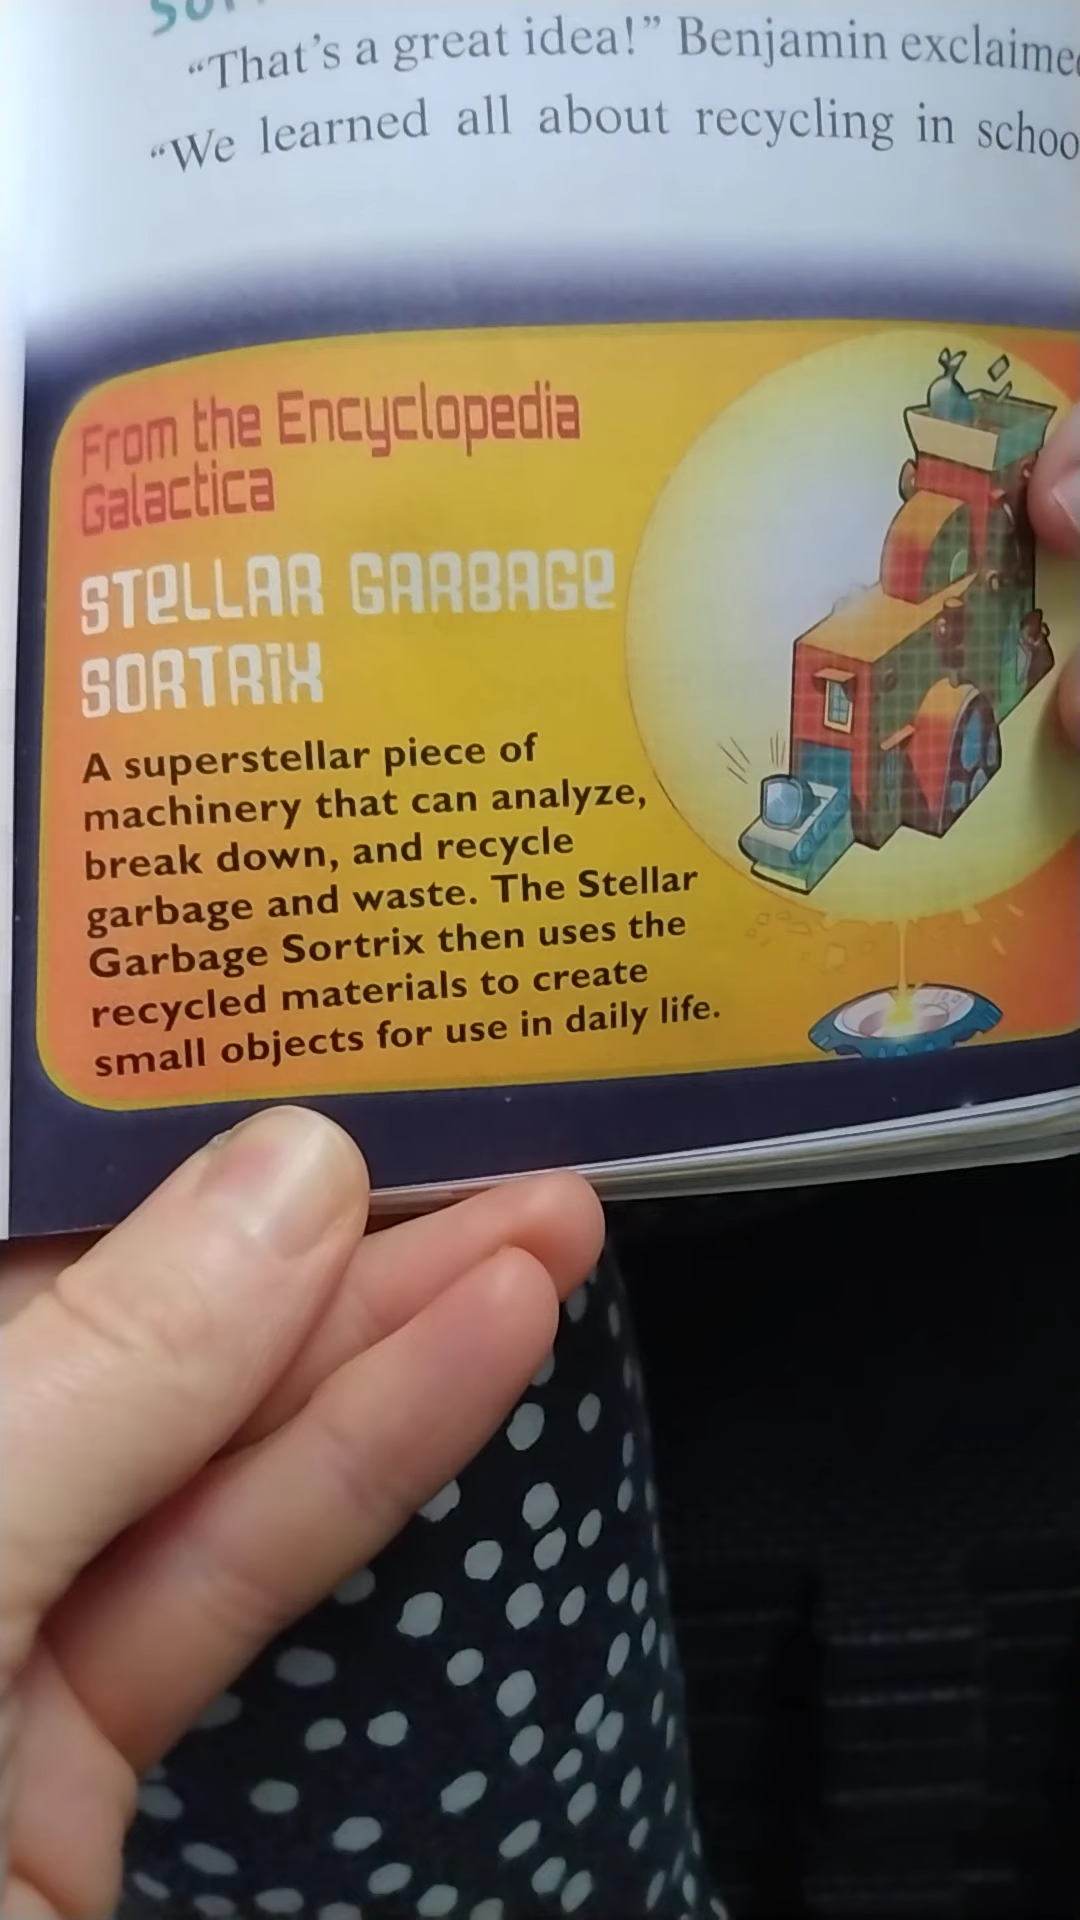 “That’s a great idea!” Benjamin
“We learned all about recycling in
From the Encyclopedia
Galactica
STeLLAR GARBAGe
SORTRiX
A superstellar piece of
machinery that can analyze,
break down, and recycle
garbage and waste. The Stellar
Garbage Sortrix then uses the
recycled materials to create
small objects for use in daily life.